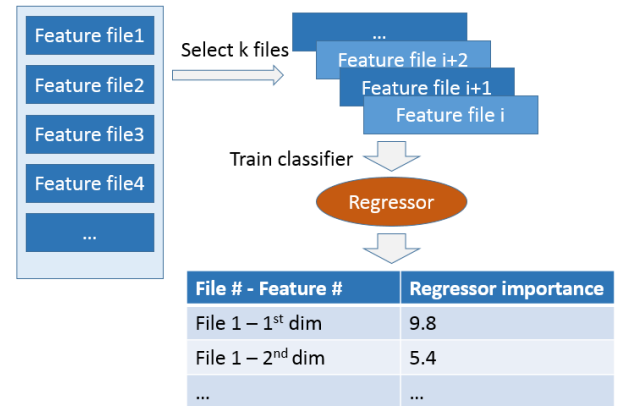 Feature file1
Feature file2
Feature file3
Feature file4
...
Select k files
...
Feature file i+2
Feature file i+1
Feature file i
Train classifier
Regressor
File # - Feature # Regressor importance
File 1 – 1st dim 9.8
File 1 – 2nd dim 5.4
... ...